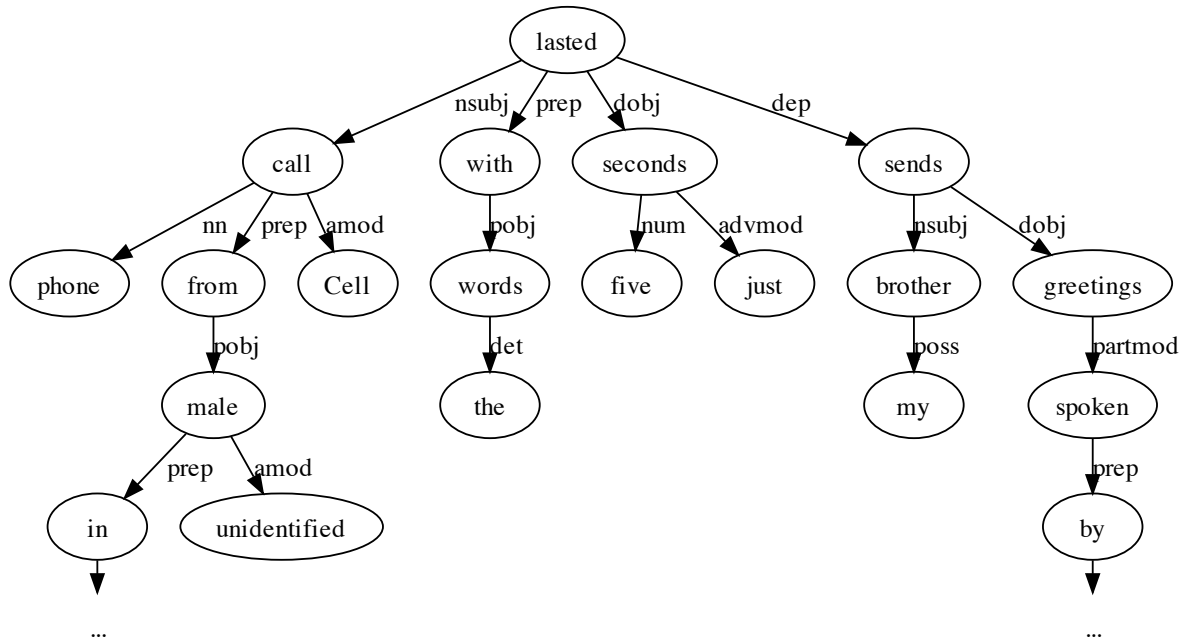 lasted
nsubj prep dobj dep
call with seconds sends
nn prep amod pobj num advmod nsubj dobj
phone from Cell words five just brother greetings
pobj det poss partmod
male the my spoken
prep amod prep
in unidentified by
... ...